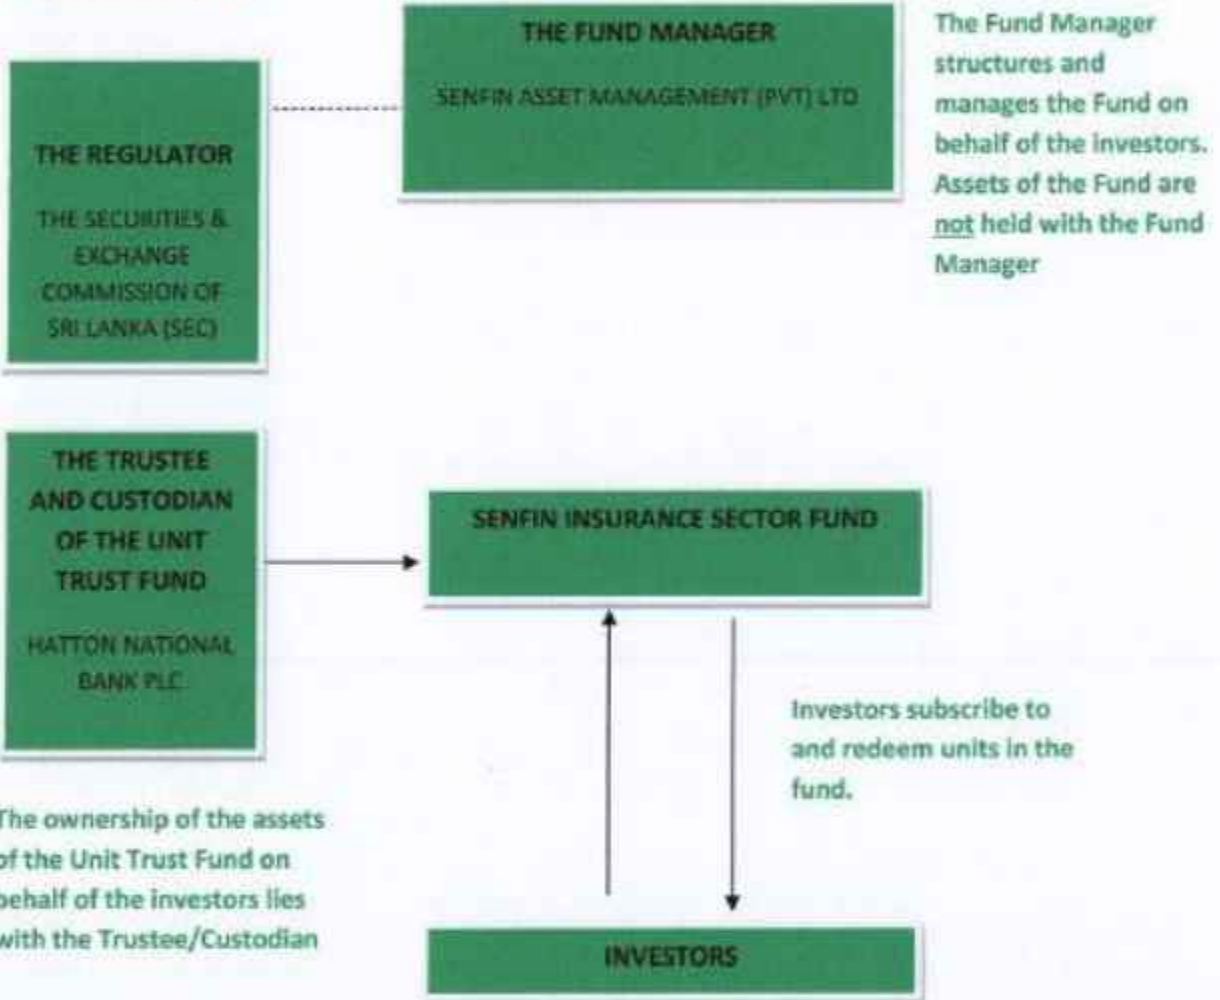 THE FUND MANAGER
SENFIN ASSET MANAGEMENT (PVT) LTD
The Fund Manager
structures and
manages the Fund on
behalf of the investors.
Assets of the Fund are
not held with the Fund
Manager
THE REGULATOR
THE SECURITIES &
EXCHANGE
COMMISSION OF
SRI LANKA (SEC)
THE TRUSTEE
AND CUSTODIAN
OF THE UNIT
TRUST FUND
HATTON NATIONAL
BANK PLC
SENFIN INSURANCE SECTOR FUND
Investors subscribe to
and redeem units in the
fund.
The ownership of the assets
of the Unit Trust Fund on
behalf of the investors lies
with the Trustee/Custodian
INVESTORS